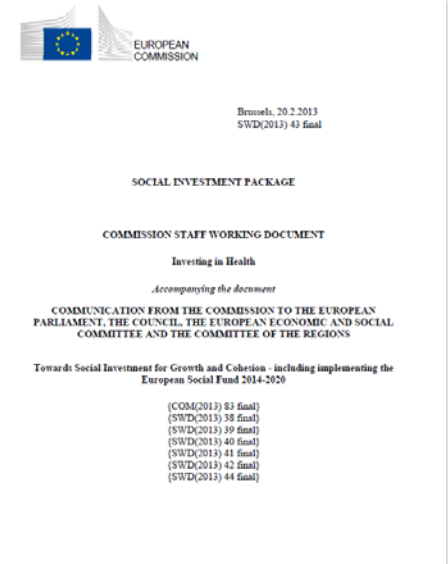 EUROPEAN
COMMISSION
Brussels, 20.2.2013
SWD(2013) 43 final
SOCIAL INVESTMENT PACKAGE
COMMISSION STAFF WORKING DOCUMENT
Investing in Health
Accompanying the document
COMMUNICATION FROM THE COMMISSION TO THE EUROPEAN
PARLIAMENT, THE COUNCIL, THE EUROPEAN ECONOMIC AND SOCIAL
COMMITTEE AND THE COMMITTEE OF THE REGIONS
Towards Social Investment for Growth and Cohesion - including implementing the
European Social Fund 2014-2020
{COM(2013) 83 final}
{SWD(2013) 38 final}
{SWD(2013) 39 final}
{SWD(2013) 40 final}
{SWD(2013) 41 final}
{SWD(2013) 42 final}
{SWD(2013) 44 final}